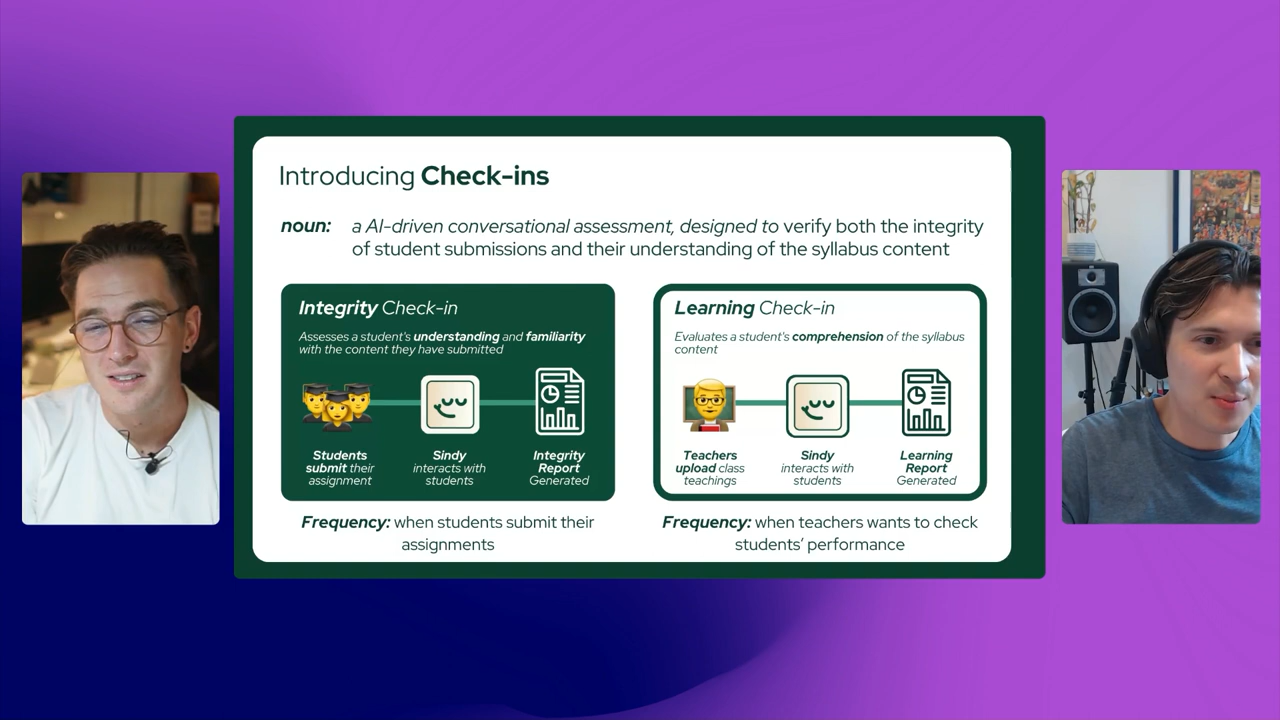 Introducing Check-ins
noun: a AI-driven conversational assessment, designed to verify both the integrity
of student submissions and their understanding of the syllabus content
Integrity Check-in
Assesses a student's understanding and familiarity
with the content they have submitted
Students
submit their
assignment
Sindy
interacts with
students
Integrity
Report
Generated
Frequency: when students submit their
assignments
Learning Check-in
Evaluates a student's comprehension of the syllabus
content
Teachers
upload class
teachings
Sindy
interacts with
students
Learning
Report
Generated
Frequency: when teachers wants to check
students’ performance